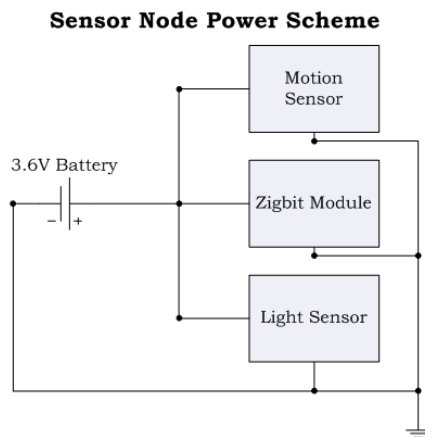 Sensor Node Power Scheme
Motion
Sensor
3.6V Battery
Zigbit Module
− +
Light Sensor